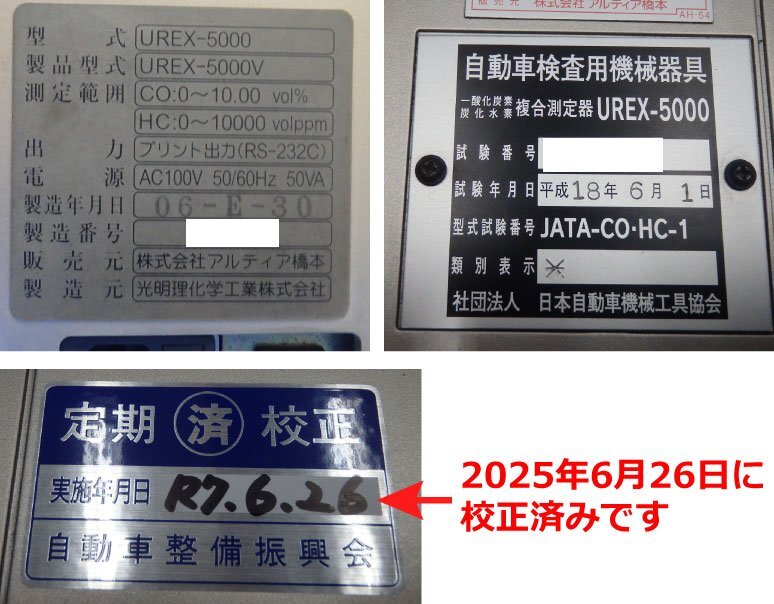 型式 UREX-5000
製品型式 UREX-5000V
測定範囲 CO:0～10.00 vol%
HC:0～10000 volppm
出力 プリント出力(RS-232C)
電源 AC100V 50/60Hz 50VA
製造年月日 06-E-30
製造番号
販売元 株式会社アルティア橋本
製造元 光明理化学工業株式会社
販売元 株式会社アルティア橋本
AH-54
自動車検査用機械器具
一酸化炭素
炭化水素 複合測定器 UREX-5000
試験番号
試験年月日 平成18年6月1日
型式試験番号 JATA-CO･HC-1
類別表示
社団法人 日本自動車機械工具協会
定期 済 校正
実施年月日 R7.6.26
自動車整備振興会
2025年6月26日に
校正済みです